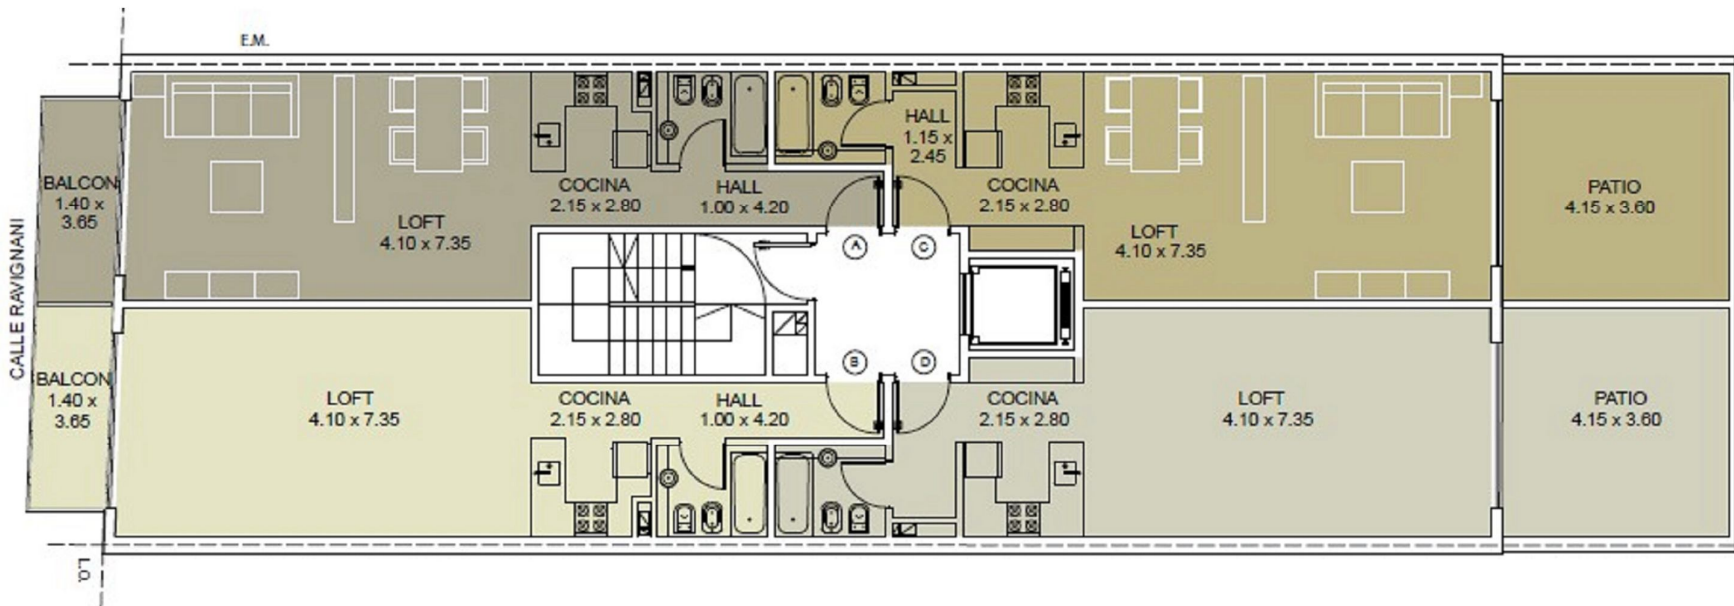 E.M.
CALLE RAVIGNANI
BALCON
1.40 x
3.65
LOFT
4.10 x 7.35
COCINA
2.15 x 2.80
HALL
1.00 x 4.20
HALL
1.15 x
2.45
COCINA
2.15 x 2.80
LOFT
4.10 x 7.35
PATIO
4.15 x 3.60
A
C
B
D
BALCON
1.40 x
3.65
LOFT
4.10 x 7.35
COCINA
2.15 x 2.80
HALL
1.00 x 4.20
COCINA
2.15 x 2.80
LOFT
4.10 x 7.35
PATIO
4.15 x 3.60